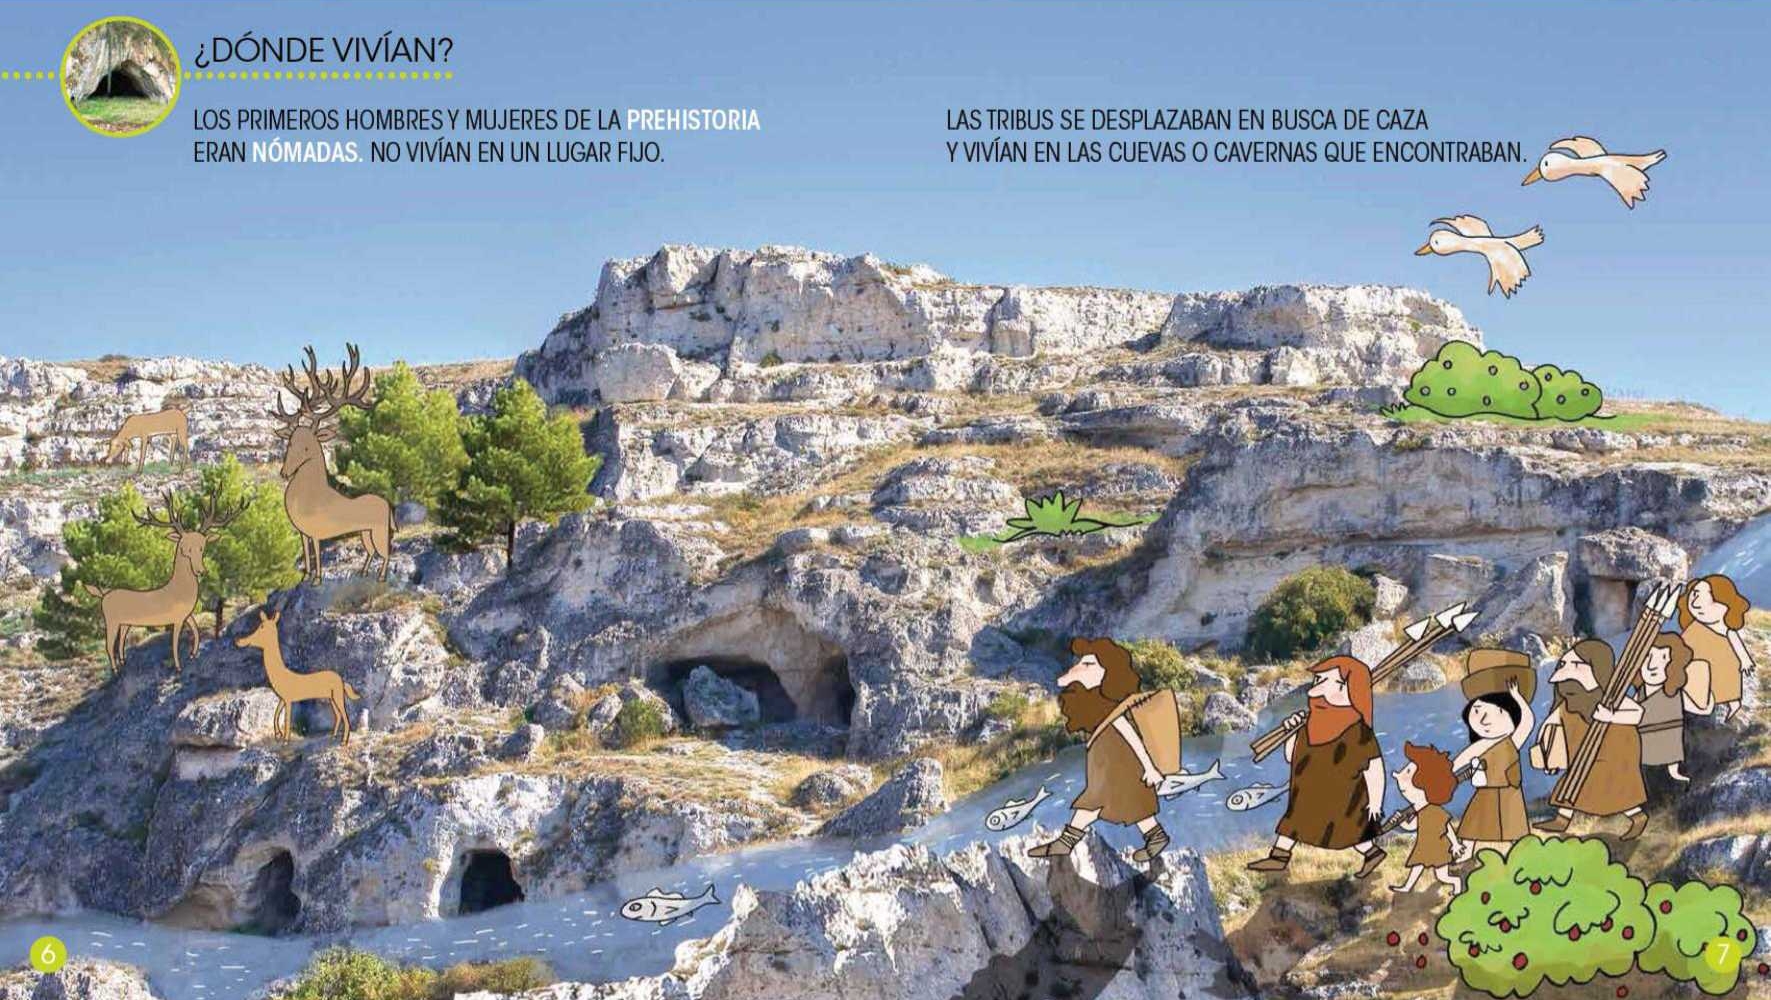 ¿DÓNDE VIVÍAN?
LOS PRIMEROS HOMBRES Y MUJERES DE LA PREHISTORIA
ERAN NÓMADAS. NO VIVÍAN EN UN LUGAR FIJO.
LAS TRIBUS SE DESPLAZABAN EN BUSCA DE CAZA
Y VIVÍAN EN LAS CUEVAS O CAVERNAS QUE ENCONTRABAN.
6
7